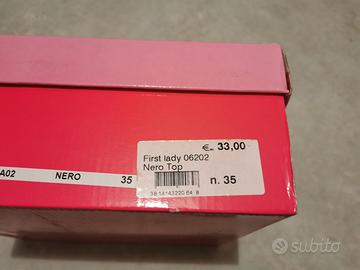 € 33,00
First lady 06202
Nero Top
n. 35
A02 NERO 35
subito